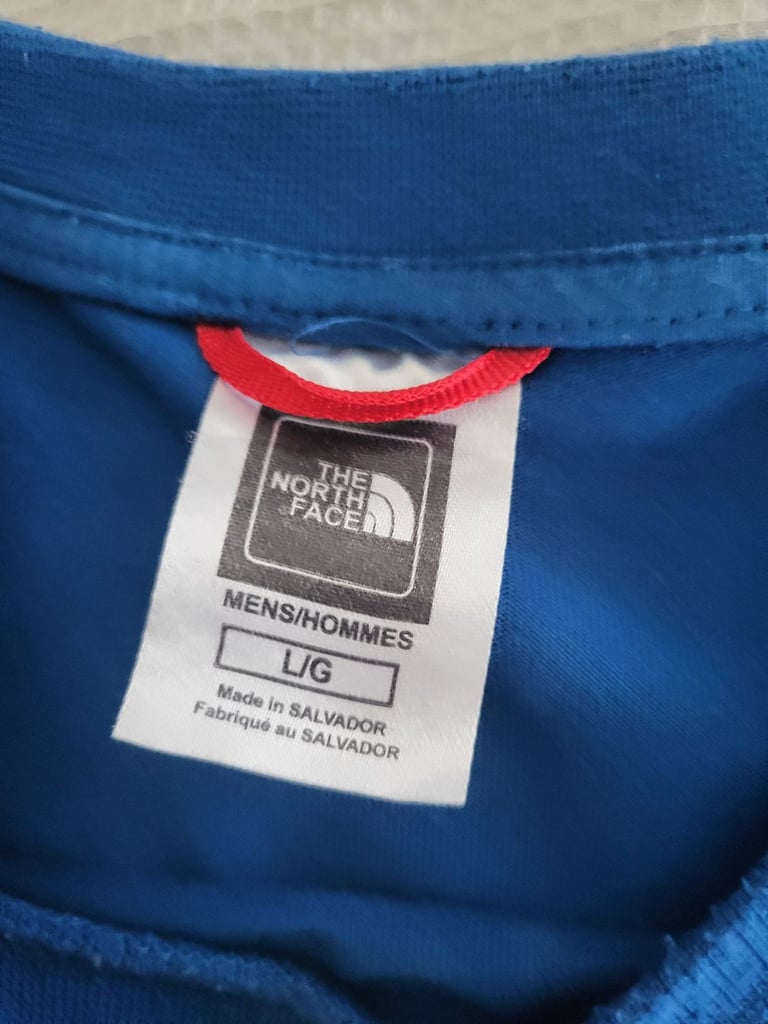 THE
NORTH
FACE
MENS/HOMMES
L/G
Made in SALVADOR
Fabriqué au SALVADOR